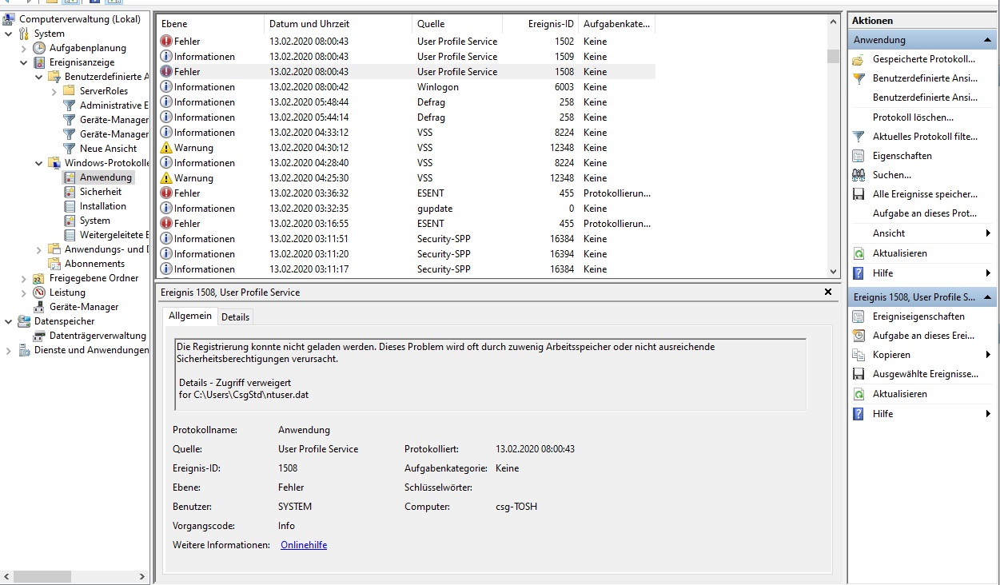 Computerverwaltung (Lokal)
System
Aufgabenplanung
Ereignisanzeige
Benutzerdefinierte A
ServerRoles
Administrative E
Geräte-Manager
Geräte-Manager
Neue Ansicht
Windows-Protokolle
Anwendung
Sicherheit
Installation
System
Weitergeleitete E
Anwendungs- und D
Abonnements
Freigegebene Ordner
Leistung
Geräte-Manager
Datenspeicher
Datenträgerverwaltung
Dienste und Anwendungen
Ebene Datum und Uhrzeit Quelle Ereignis-ID Aufgabenkate...
Fehler 13.02.2020 08:00:43 User Profile Service 1502 Keine
Informationen 13.02.2020 08:00:43 User Profile Service 1509 Keine
Fehler 13.02.2020 08:00:43 User Profile Service 1508 Keine
Informationen 13.02.2020 08:00:42 Winlogon 6003 Keine
Informationen 13.02.2020 05:48:44 Defrag 258 Keine
Informationen 13.02.2020 05:44:14 Defrag 258 Keine
Informationen 13.02.2020 04:33:12 VSS 8224 Keine
Warnung 13.02.2020 04:30:12 VSS 12348 Keine
Informationen 13.02.2020 04:28:40 VSS 8224 Keine
Warnung 13.02.2020 04:25:30 VSS 12348 Keine
Fehler 13.02.2020 03:36:32 ESENT 455 Protokollierun...
Informationen 13.02.2020 03:32:35 gupdate 0 Keine
Fehler 13.02.2020 03:16:55 ESENT 455 Protokollierun...
Informationen 13.02.2020 03:11:51 Security-SPP 16384 Keine
Informationen 13.02.2020 03:11:20 Security-SPP 16394 Keine
Informationen 13.02.2020 03:11:17 Security-SPP 16384 Keine
Ereignis 1508, User Profile Service
Allgemein Details
Die Registrierung konnte nicht geladen werden. Dieses Problem wird oft durch zuwenig Arbeitsspeicher oder nicht ausreichende
Sicherheitsberechtigungen verursacht.
Details - Zugriff verweigert
for C:\Users\CsgStd\ntuser.dat
Protokollname: Anwendung
Quelle: User Profile Service Protokolliert: 13.02.2020 08:00:43
Ereignis-ID: 1508 Aufgabenkategorie: Keine
Ebene: Fehler Schlüsselwörter:
Benutzer: SYSTEM Computer: csg-TOSH
Vorgangscode: Info
Weitere Informationen: Onlinehilfe
Aktionen
Anwendung
Gespeicherte Protokoll...
Benutzerdefinierte Ansi...
Benutzerdefinierte Ansi...
Protokoll löschen...
Aktuelles Protokoll filte...
Eigenschaften
Suchen...
Alle Ereignisse speicher...
Aufgabe an dieses Prot...
Ansicht
Aktualisieren
Hilfe
Ereignis 1508, User Profile S...
Ereigniseigenschaften
Aufgabe an dieses Erei...
Kopieren
Ausgewählte Ereignisse...
Aktualisieren
Hilfe